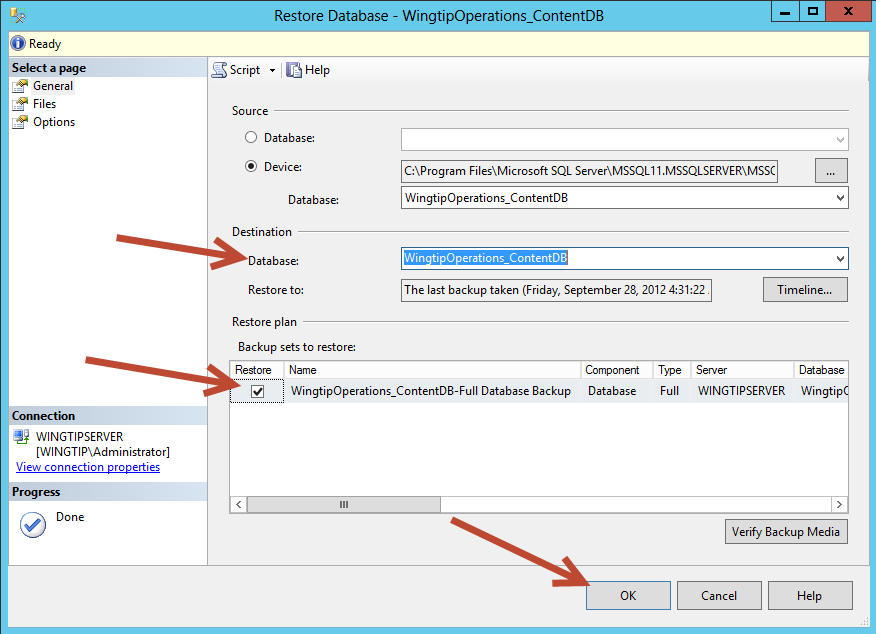 Restore Database - WingtipOperations_ContentDB
Ready
Select a page
General
Files
Options
Script
Help
Source
Database:
Device:
C:\Program Files\Microsoft SQL Server\MSSQL11.MSSQLSERVER\MSSQ
...
Database:
WingtipOperations_ContentDB
Destination
Database:
WingtipOperations_ContentDB
Restore to:
The last backup taken (Friday, September 28, 2012 4:31:22
Timeline...
Restore plan
Backup sets to restore:
Restore Name Component Type Server Database
WingtipOperations_ContentDB-Full Database Backup Database Full WINGTIPSERVER Wingtip
Verify Backup Media
Connection
WINGTIPSERVER
[WINGTIP\Administrator]
View connection properties
Progress
Done
OK Cancel Help